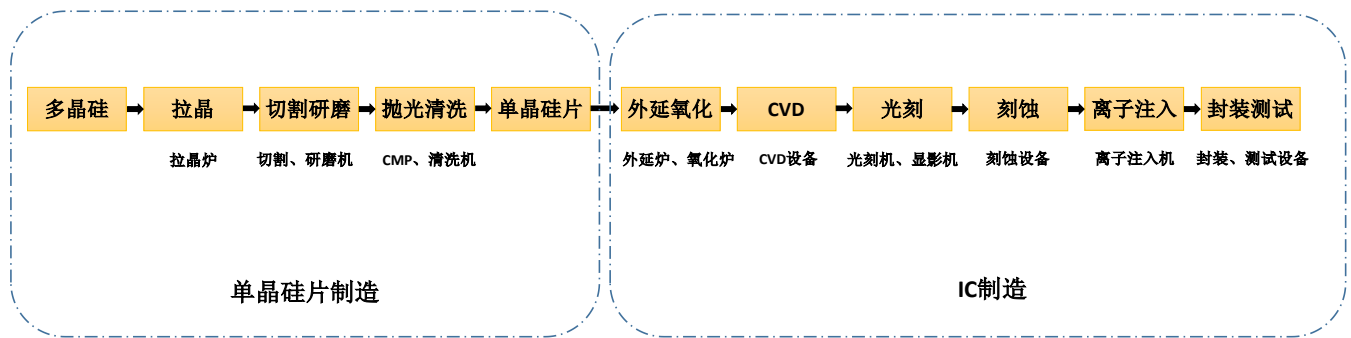 多晶硅
拉晶
切割研磨
抛光清洗
单晶硅片
外延氧化
CVD
光刻
刻蚀
离子注入
封装测试
拉晶炉
切割、研磨机
CMP、清洗机
外延炉、氧化炉
CVD设备
光刻机、显影机
刻蚀设备
离子注入机
封装、测试设备
单晶硅片制造
IC制造